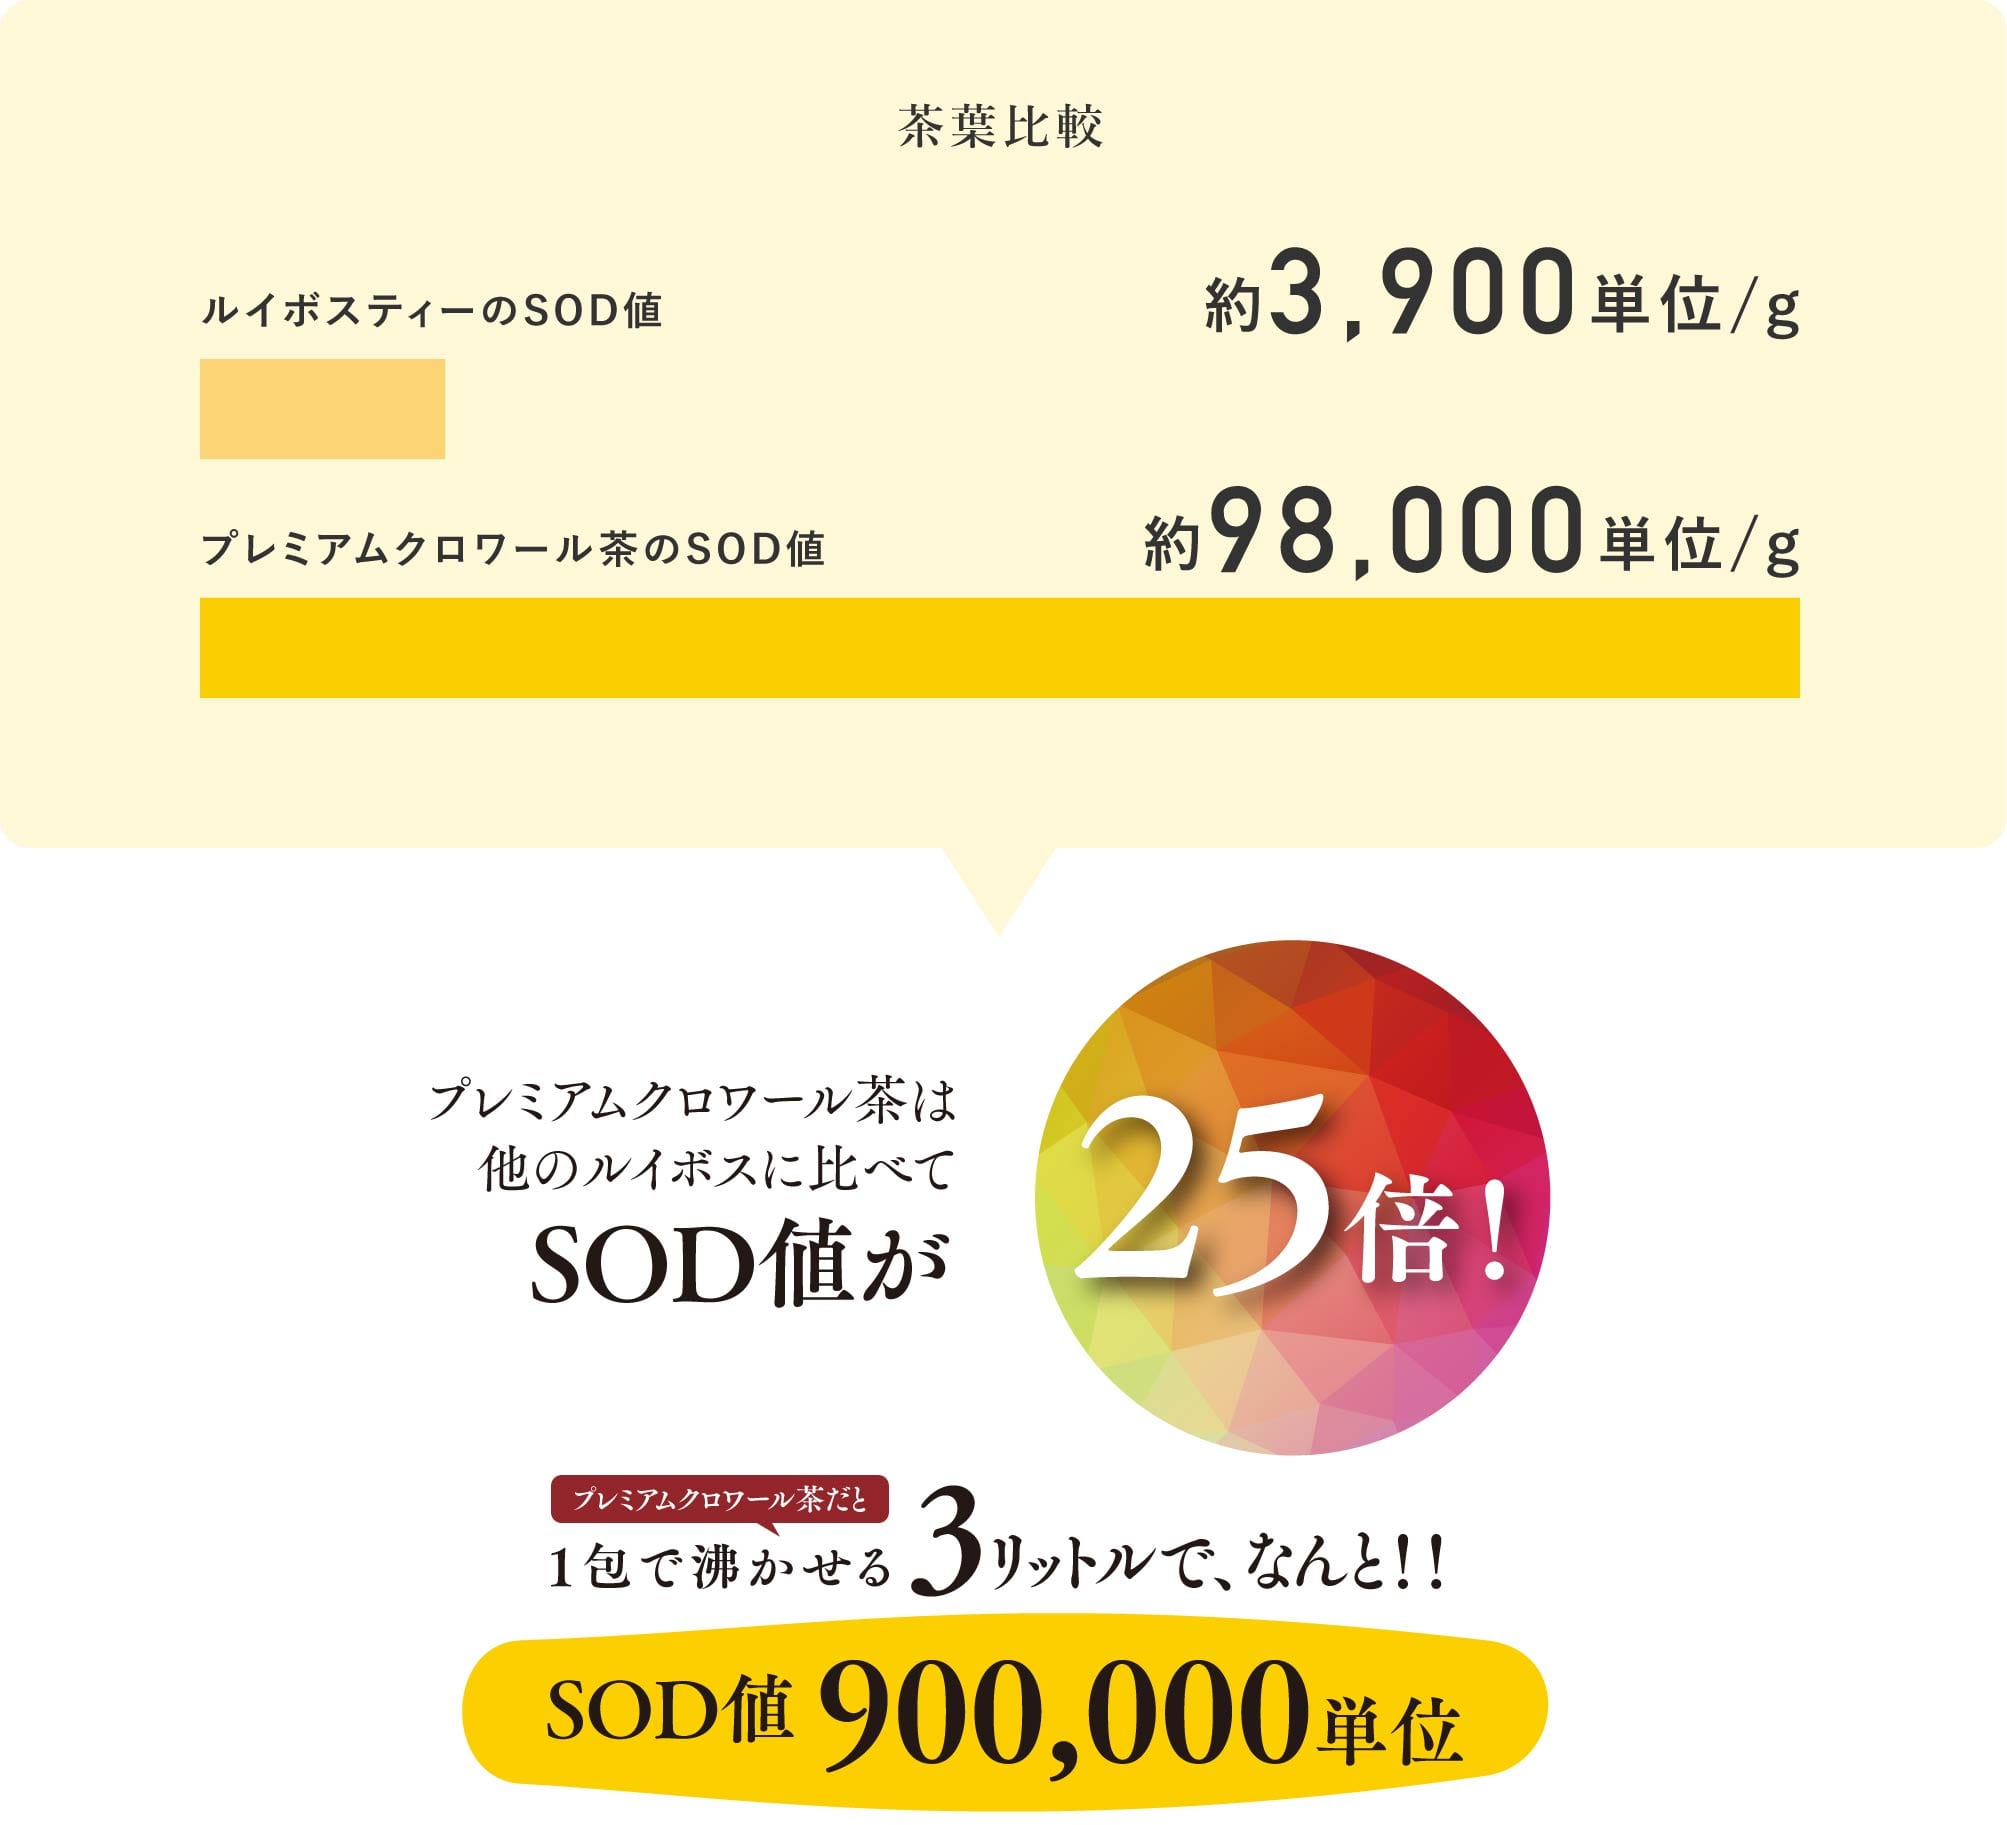 茶葉比較
ルイボスティーのSOD値 約3,900単位/g
プレミアムクロワール茶のSOD値 約98,000単位/g
プレミアムクロワール茶は
他のルイボスに比べて
SOD値が
25倍!
プレミアムクロワール茶だと
1包で沸かせる3リットルで、なんと!!
SOD値900,000単位